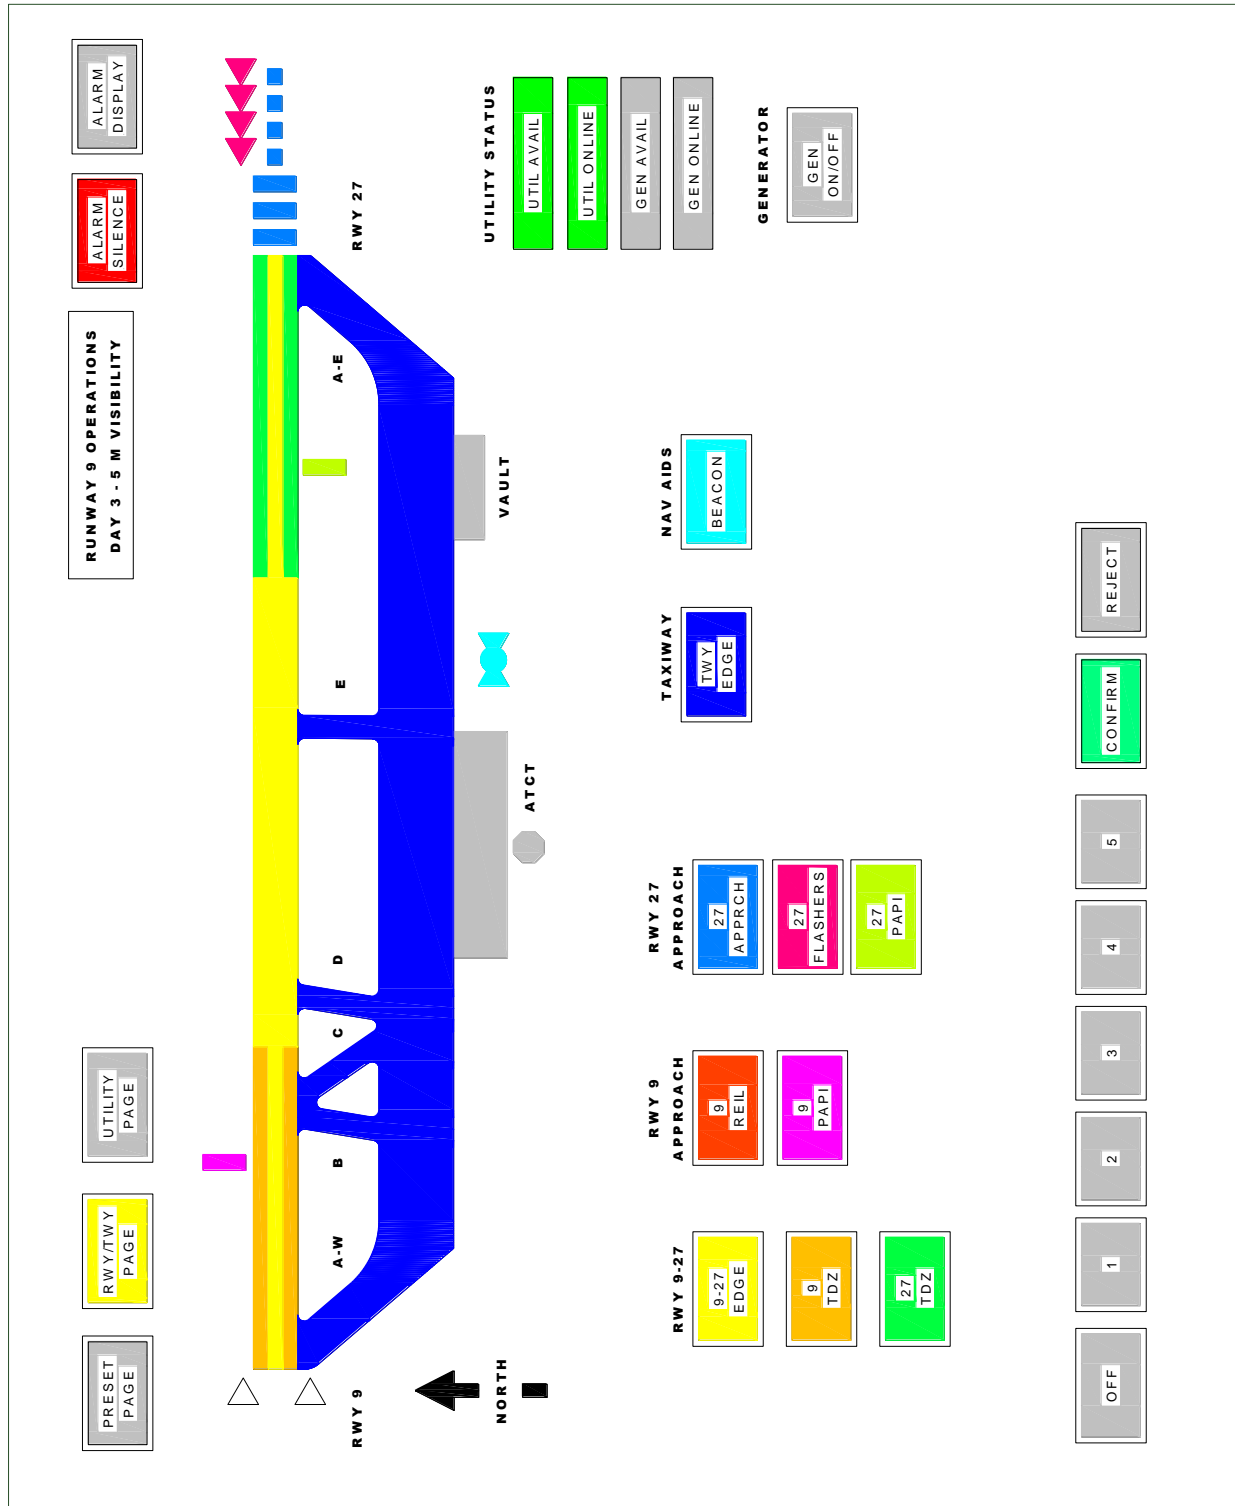 PRESET
PAGE
RWY/TWY
PAGE
UTILITY
PAGE
RUNWAY 9 OPERATIONS
DAY 3 - 5 M VISIBILITY
ALARM
SILENCE
ALARM
DISPLAY
A-W
B
C
D
E
A-E
RWY 9
RWY 27
NORTH
ATCT
VAULT
UTILITY STATUS
UTIL AVAIL
UTIL ONLINE
GEN AVAIL
GEN ONLINE
RWY 9-27
9-27
EDGE
9
TDZ
27
TDZ
RWY 9
APPROACH
9
REIL
9
PAPI
RWY 27
APPROACH
27
APPRCH
27
FLASHERS
27
PAPI
TAXIWAY
TWY
EDGE
NAV AIDS
BEACON
GENERATOR
GEN
ON/OFF
OFF
1
2
3
4
5
CONFIRM
REJECT